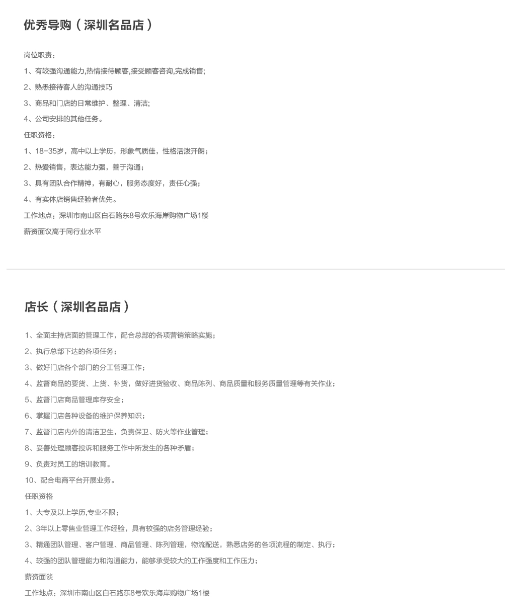 优秀导购（深圳名品店）
岗位职责：
1、有较强沟通能力,热情接待顾客,接受顾客咨询,完成销售;
2、熟悉接待客人的沟通技巧
3、商品和门店的日常维护、整理、清洁;
4、公司安排的其他任务。
任职资格：
1、18-35岁，高中以上学历，形象气质佳，性格活泼开朗；
2、热爱销售，表达能力强，善于沟通；
3、具有团队合作精神，有耐心，服务态度好，责任心强；
4、有实体店销售经验者优先。
工作地点：深圳市南山区白石路东8号欢乐海岸购物广场1楼
薪资面议高于同行业水平
店长（深圳名品店）
1、全面主持店面的管理工作，配合总部的各项营销策略实施；
2、执行总部下达的各项任务；
3、做好门店各个部门的分工管理工作；
4、监督商品的要货、上货、补货，做好进货验收、商品陈列、商品质量和服务质量管理等有关作业；
5、监督门店商品管理库存安全；
6、掌握门店各种设备的维护保养知识；
7、监督门店内外的清洁卫生，负责保卫、防火等作业管理；
8、妥善处理顾客投诉和服务工作中所发生的各种矛盾；
9、负责对员工的培训教育。
10、配合电商平台开展业务。
任职资格
1、大专及以上学历,专业不限；
2、3年以上零售业管理工作经验，具有较强的店务管理经验；
3、精通团队管理、客户管理、商品管理、陈列管理，物流配送，熟悉店务的各项流程的制定、执行；
4、较强的团队管理能力和沟通能力，能够承受较大的工作强度和工作压力；
薪资面谈
工作地点：深圳市南山区白石路东8号欢乐海岸购物广场1楼